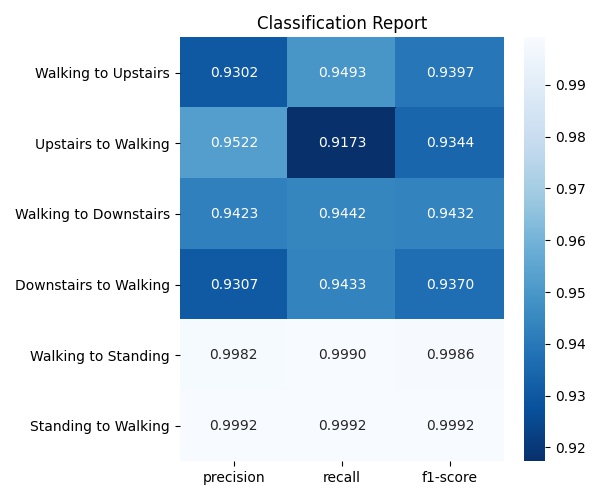 Classification Report
Walking to Upstairs 0.9302 0.9493 0.9397
Upstairs to Walking 0.9522 0.9173 0.9344
Walking to Downstairs 0.9423 0.9442 0.9432
Downstairs to Walking 0.9307 0.9433 0.9370
Walking to Standing 0.9982 0.9990 0.9986
Standing to Walking 0.9992 0.9992 0.9992
precision recall f1-score
0.99
0.98
0.97
0.96
0.95
0.94
0.93
0.92